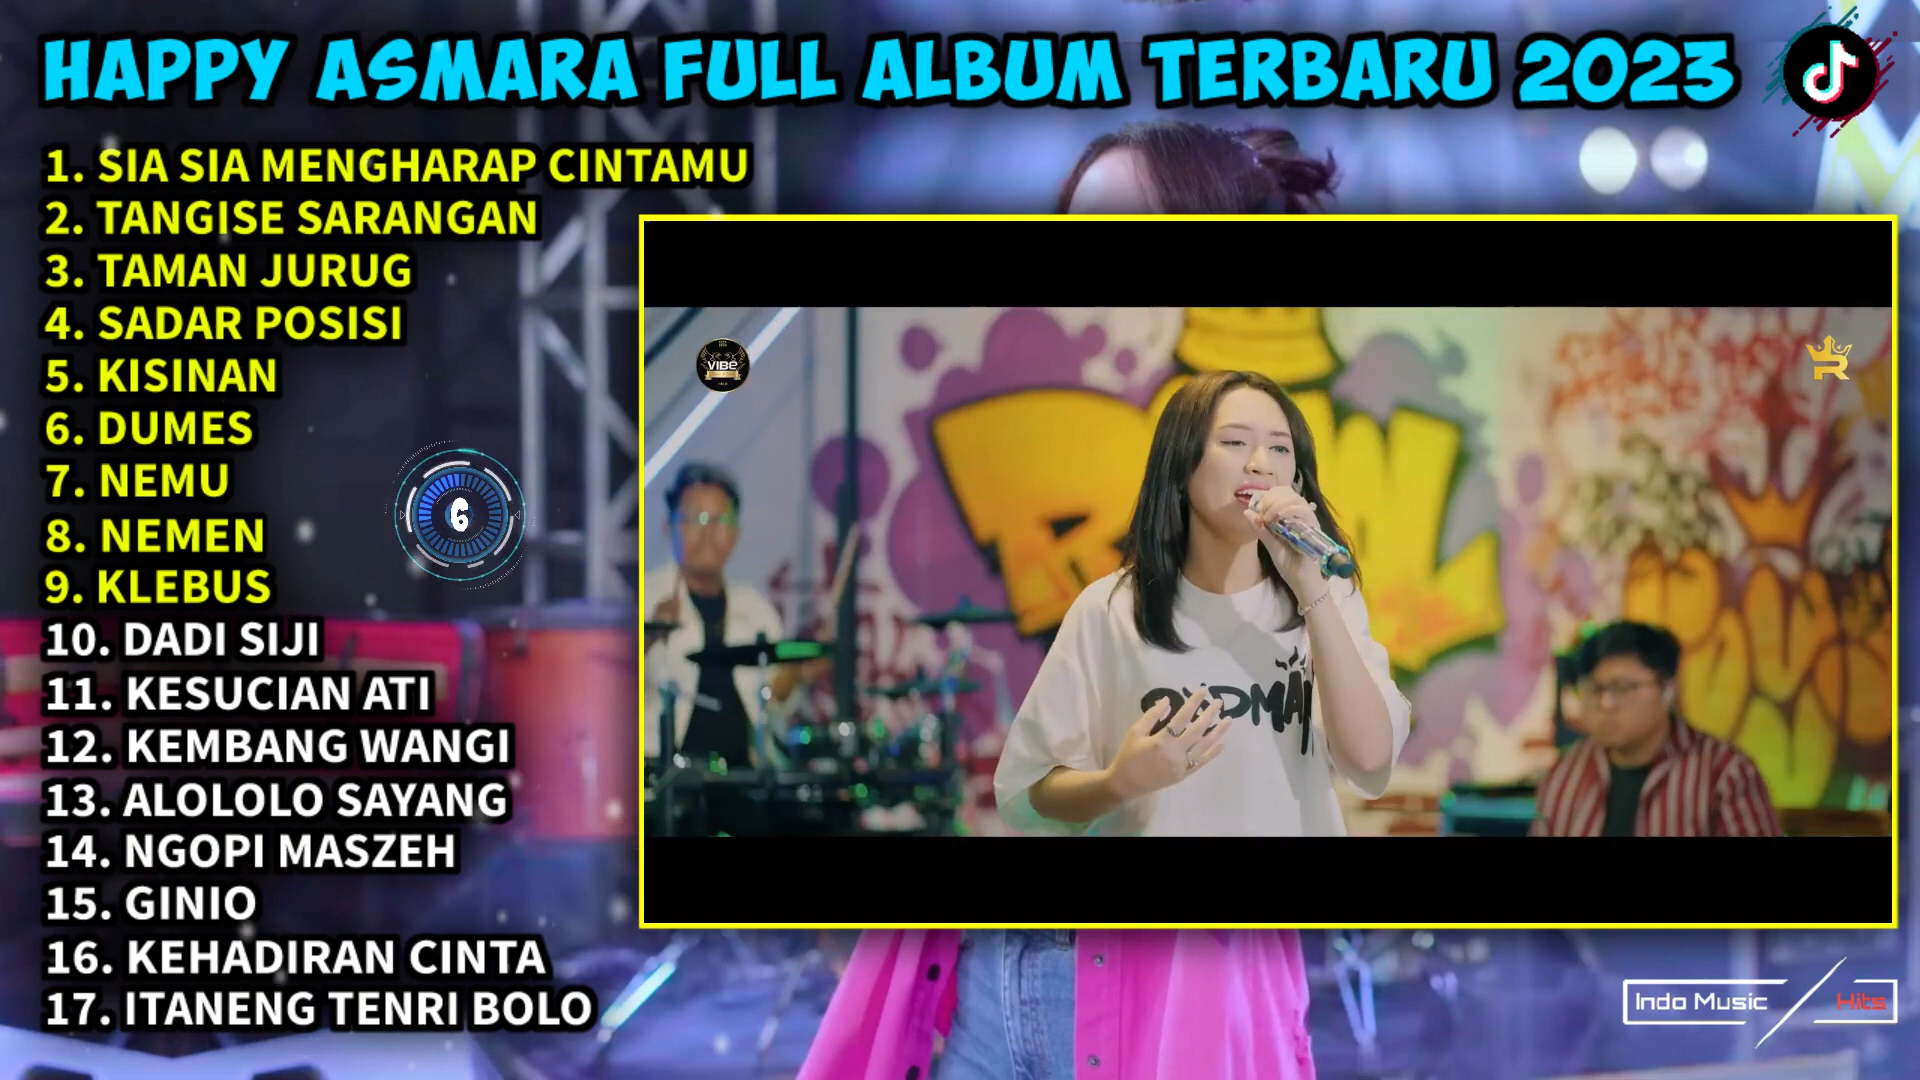 HAPPY ASMARA FULL ALBUM TERBARU 2023
1. SIA SIA MENGHARAP CINTAMU
2. TANGISE SARANGAN
3. TAMAN JURUG
4. SADAR POSISI
5. KISINAN
6. DUMES
7. NEMU
8. NEMEN
9. KLEBUS
10. DADI SIJI
11. KESUCIAN ATI
12. KEMBANG WANGI
13. ALOLOLO SAYANG
14. NGOPI MASZEH
15. GINIO
16. KEHADIRAN CINTA
17. ITANENG TENRI BOLO
6
VIBE
R
Indo Music Hits